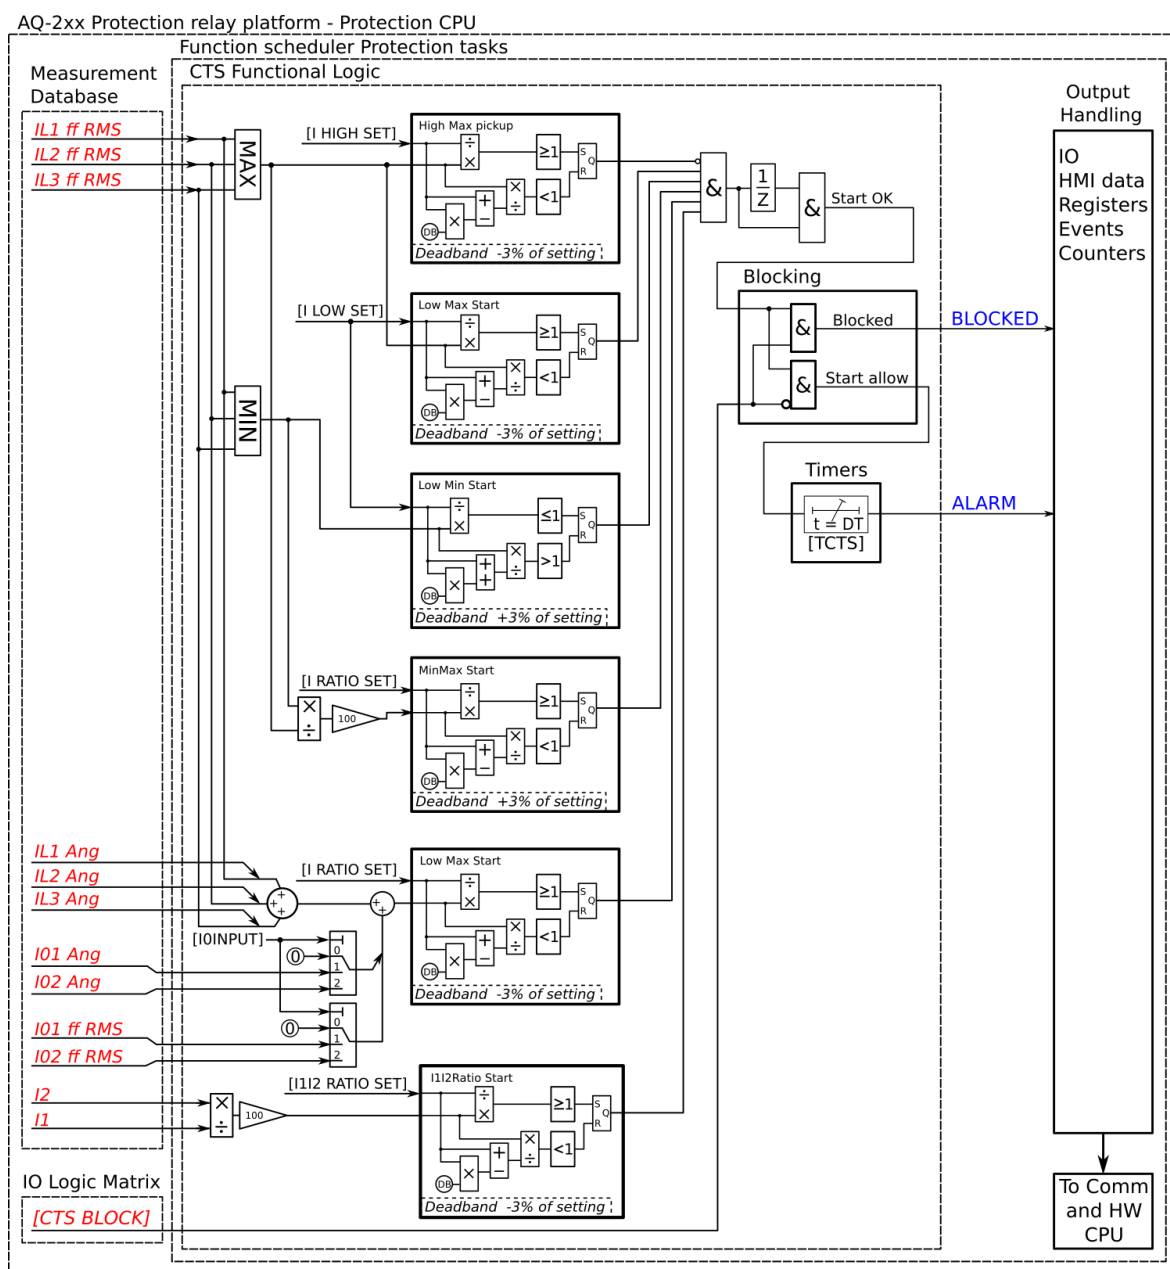 AQ-2xx Protection relay platform - Protection CPU
Function scheduler Protection tasks
CTS Functional Logic
Measurement
Database
IL1 ff RMS
IL2 ff RMS
IL3 ff RMS
MAX
[I HIGH SET]
High Max pickup
÷
×
≥1
S
R
Q
×
÷
<1
+
−
×
DB
Deadband -3% of setting
&
1
Z
&
Start OK
Output
Handling
IO
HMI data
Registers
Events
Counters
[I LOW SET]
Low Max Start
÷
×
≥1
S
R
Q
×
÷
<1
+
−
×
DB
Deadband -3% of setting
Blocking
&
Blocked
BLOCKED
&
Start allow
MIN
Low Min Start
÷
×
≤1
S
R
Q
×
÷
>1
+
+
×
DB
Deadband +3% of setting
Timers
t = DT
[TCTS]
ALARM
[I RATIO SET]
MinMax Start
×
÷
100
÷
×
≥1
S
R
Q
×
÷
<1
+
−
×
DB
Deadband +3% of setting
IL1 Ang
IL2 Ang
IL3 Ang
+
+
+
+
+
[I RATIO SET]
Low Max Start
÷
×
≥1
S
R
Q
×
÷
<1
+
−
×
DB
Deadband -3% of setting
[I0INPUT]
0
0
1
2
I01 Ang
I02 Ang
0
0
1
2
I01 ff RMS
I02 ff RMS
I2
I1
×
÷
100
[I1I2 RATIO SET]
I1I2Ratio Start
÷
×
≥1
S
R
Q
×
÷
<1
+
−
×
DB
Deadband -3% of setting
IO Logic Matrix
[CTS BLOCK]
To Comm
and HW
CPU